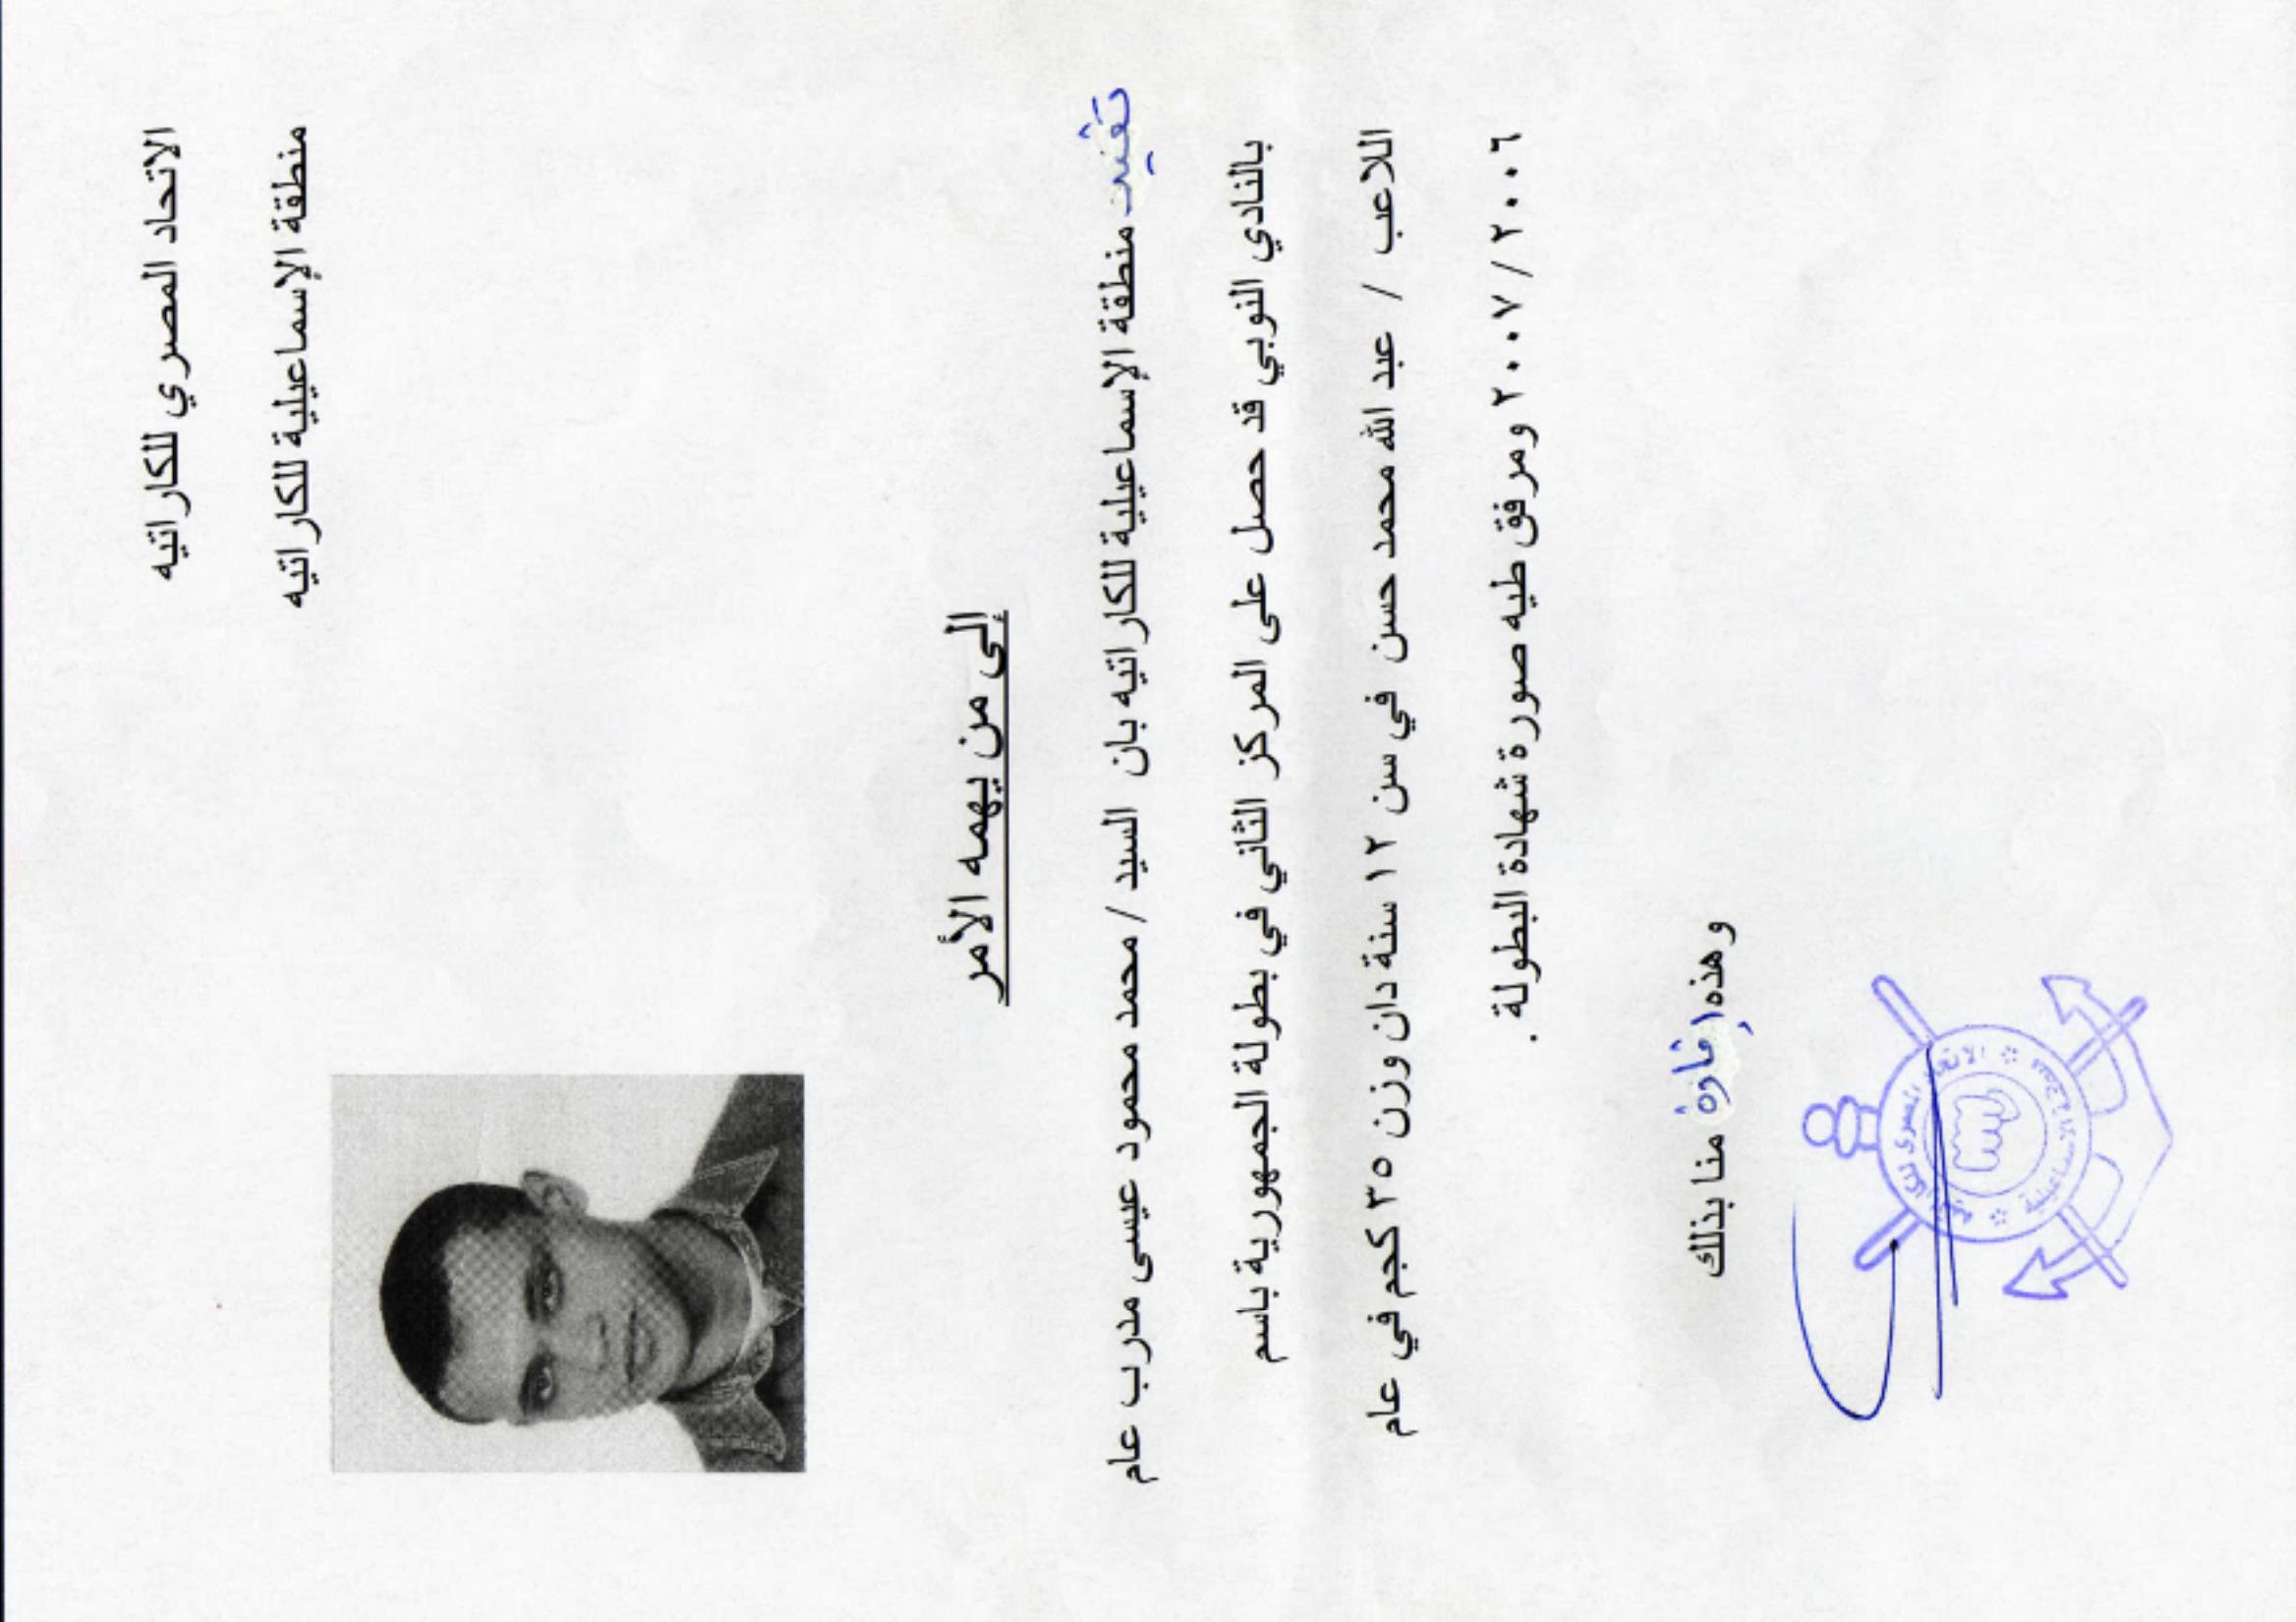 الاتحاد المصري للكاراتيه
منطقة الإسماعيلية للكاراتيه
إلى من يهمه الأمر
تفيد منطقة الإسماعيلية للكاراتيه بان السيد / محمد محمود عيسى مدرب عام
بالنادي النوبي قد حصل على المركز الثاني في بطولة الجمهورية باسم
اللاعب / عبد الله محمد حسن في سن ١٢ سنة دان وزن ٣٥ كجم في عام
٢٠٠٦ / ٢٠٠٧ ومرفق طيه صورة شهادة البطولة .
وهذه إفادة منا بذلك
الاتحاد المصري للكاراتيه
منطقة الاسماعيلية